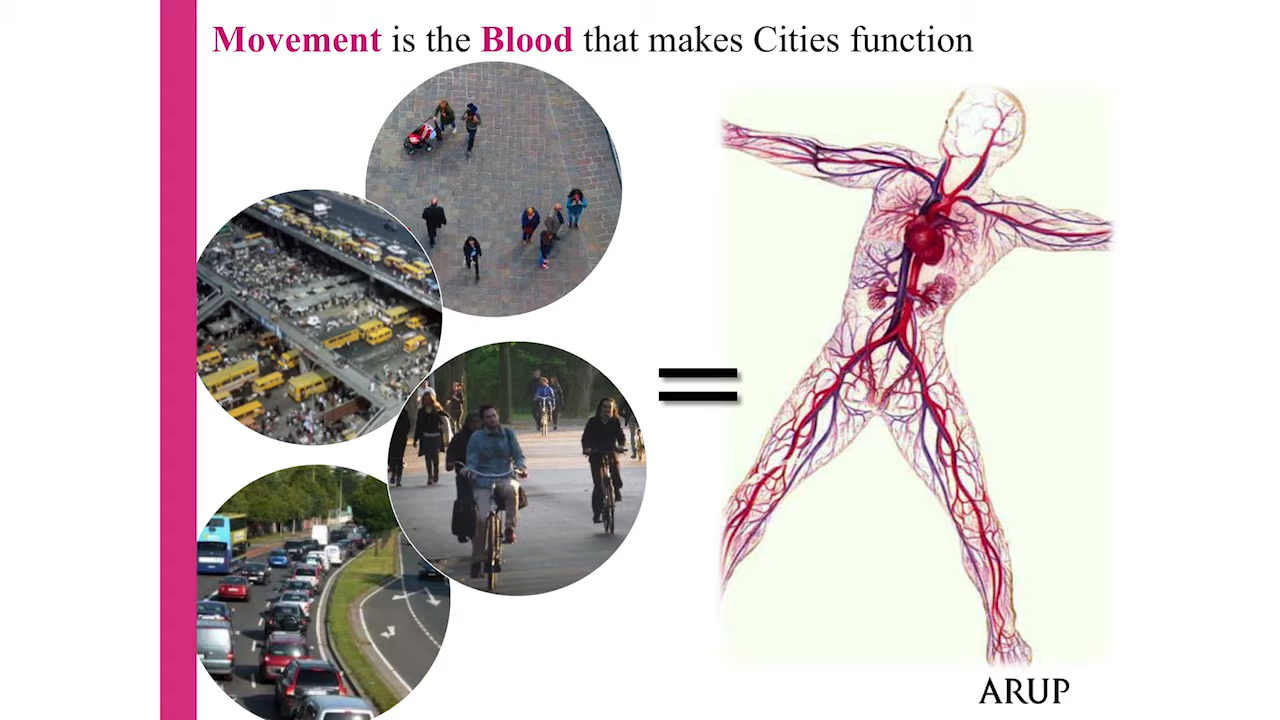 Movement is the Blood that makes Cities function
ARUP